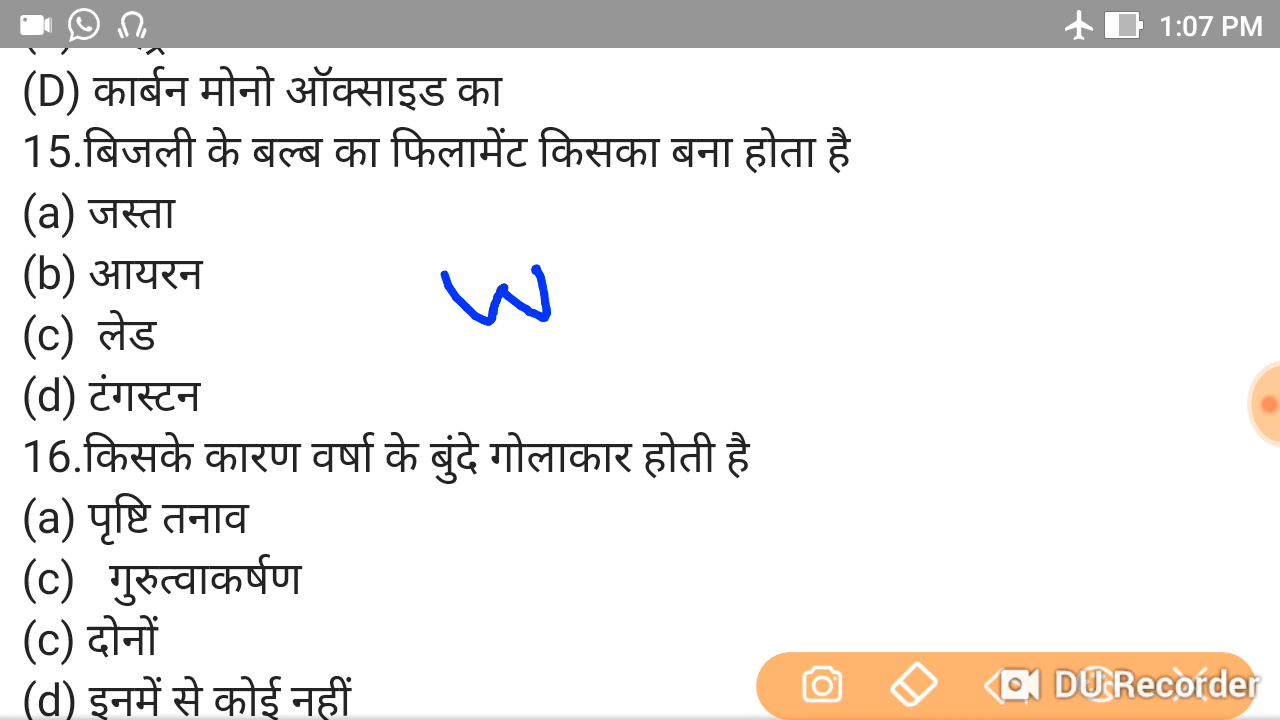 1:07 PM
(D) कार्बन मोनो ऑक्साइड का
15.बिजली के बल्ब का फिलामेंट किसका बना होता है
(a) जस्ता
(b) आयरन
W
(c) लेड
(d) टंगस्टन
16.किसके कारण वर्षा के बुंदे गोलाकार होती है
(a) पृष्टि तनाव
(c) गुरुत्वाकर्षण
(c) दोनों
(d) इनमें से कोई नहीं
DU Recorder